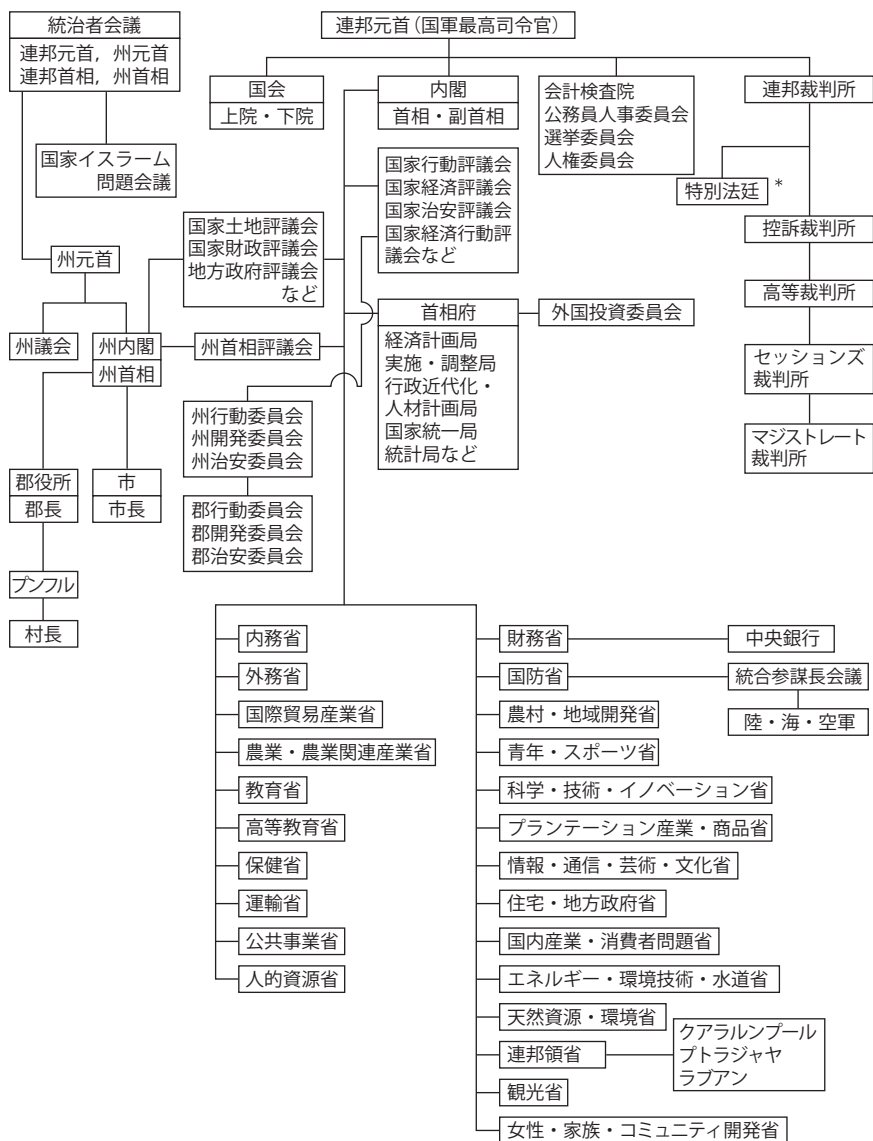 統治者会議
連邦元首，州元首
連邦首相，州首相
国家イスラーム
問題会議
州元首
州議会
州内閣
州首相
郡役所
郡長
市
市長
プンフル
村長
連邦元首（国軍最高司令官）
国会
上院・下院
内閣
首相・副首相
会計検査院
公務員人事委員会
選挙委員会
人権委員会
連邦裁判所
特別法廷 *
控訴裁判所
高等裁判所
セッションズ
裁判所
マジストレート
裁判所
国家行動評議会
国家経済評議会
国家治安評議会
国家経済行動評
議会など
国家土地評議会
国家財政評議会
地方政府評議会
など
州首相評議会
首相府
経済計画局
実施・調整局
行政近代化・
人材計画局
国家統一局
統計局など
外国投資委員会
州行動委員会
州開発委員会
州治安委員会
郡行動委員会
郡開発委員会
郡治安委員会
内務省
外務省
国際貿易産業省
農業・農業関連産業省
教育省
高等教育省
保健省
運輸省
公共事業省
人的資源省
財務省
中央銀行
国防省
統合参謀長会議
陸・海・空軍
農村・地域開発省
青年・スポーツ省
科学・技術・イノベーション省
プランテーション産業・商品省
情報・通信・芸術・文化省
住宅・地方政府省
国内産業・消費者問題省
エネルギー・環境技術・水道省
天然資源・環境省
連邦領省
クアラルンプール
プトラジャヤ
ラブアン
観光省
女性・家族・コミュニティ開発省